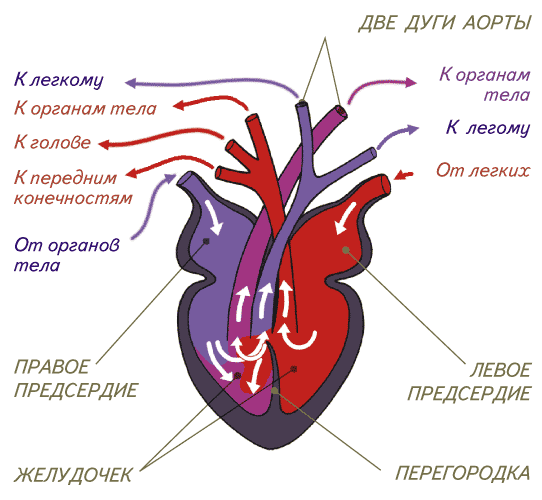 ДВЕ ДУГИ АОРТЫ
К легкому
К органам тела
К голове
К передним
конечностям
От органов
тела
К органам
тела
К легому
От легких
ПРАВОЕ
ПРЕДСЕРДИЕ
ЛЕВОЕ
ПРЕДСЕРДИЕ
ЖЕЛУДОЧЕК
ПЕРЕГОРОДКА